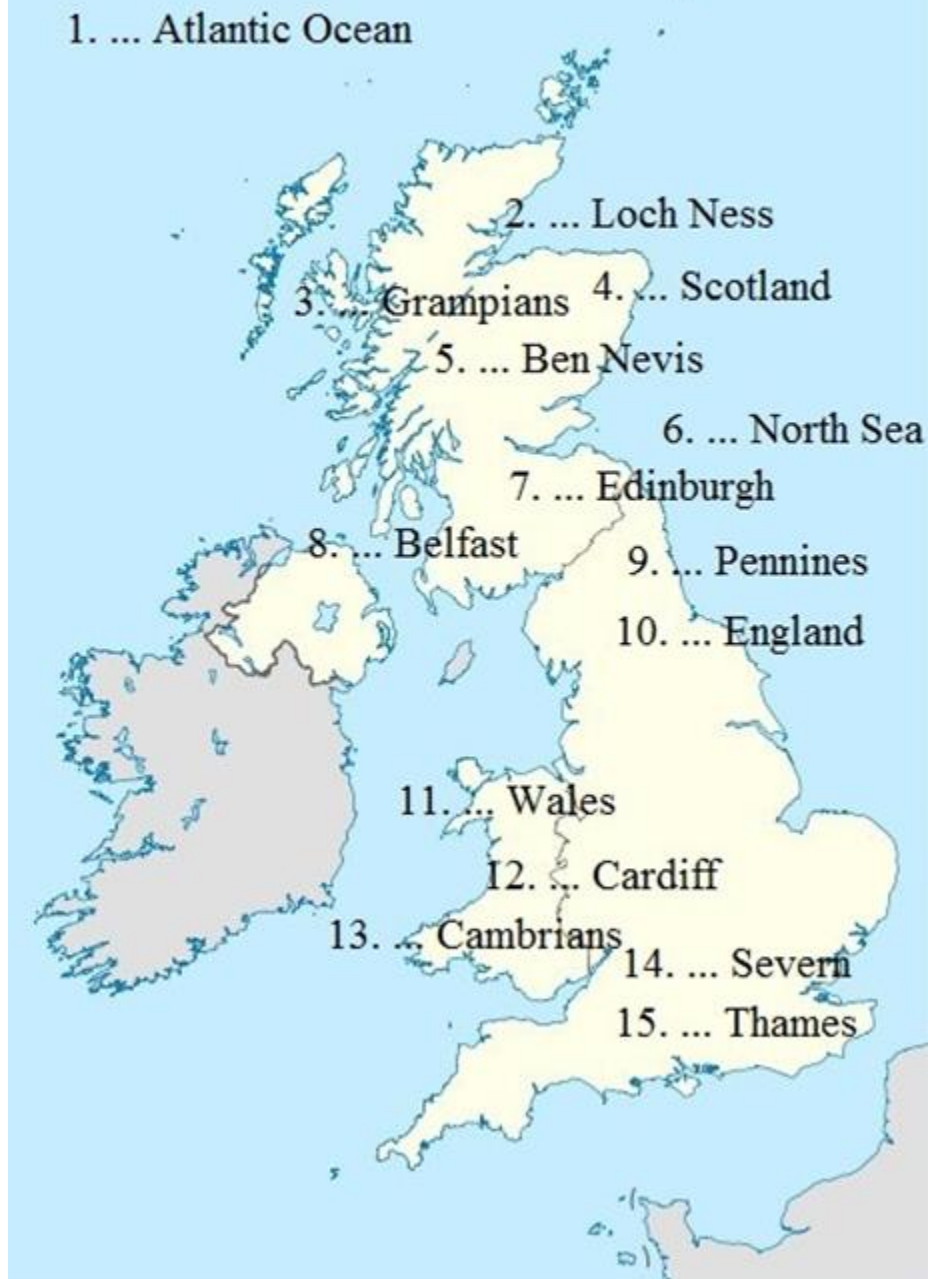 1. ... Atlantic Ocean
2. ... Loch Ness
3. ... Grampians
4. ... Scotland
5. ... Ben Nevis
6. ... North Sea
7. ... Edinburgh
8. ... Belfast
9. ... Pennines
10. ... England
11. ... Wales
12. ... Cardiff
13. ... Cambrians
14. ... Severn
15. ... Thames